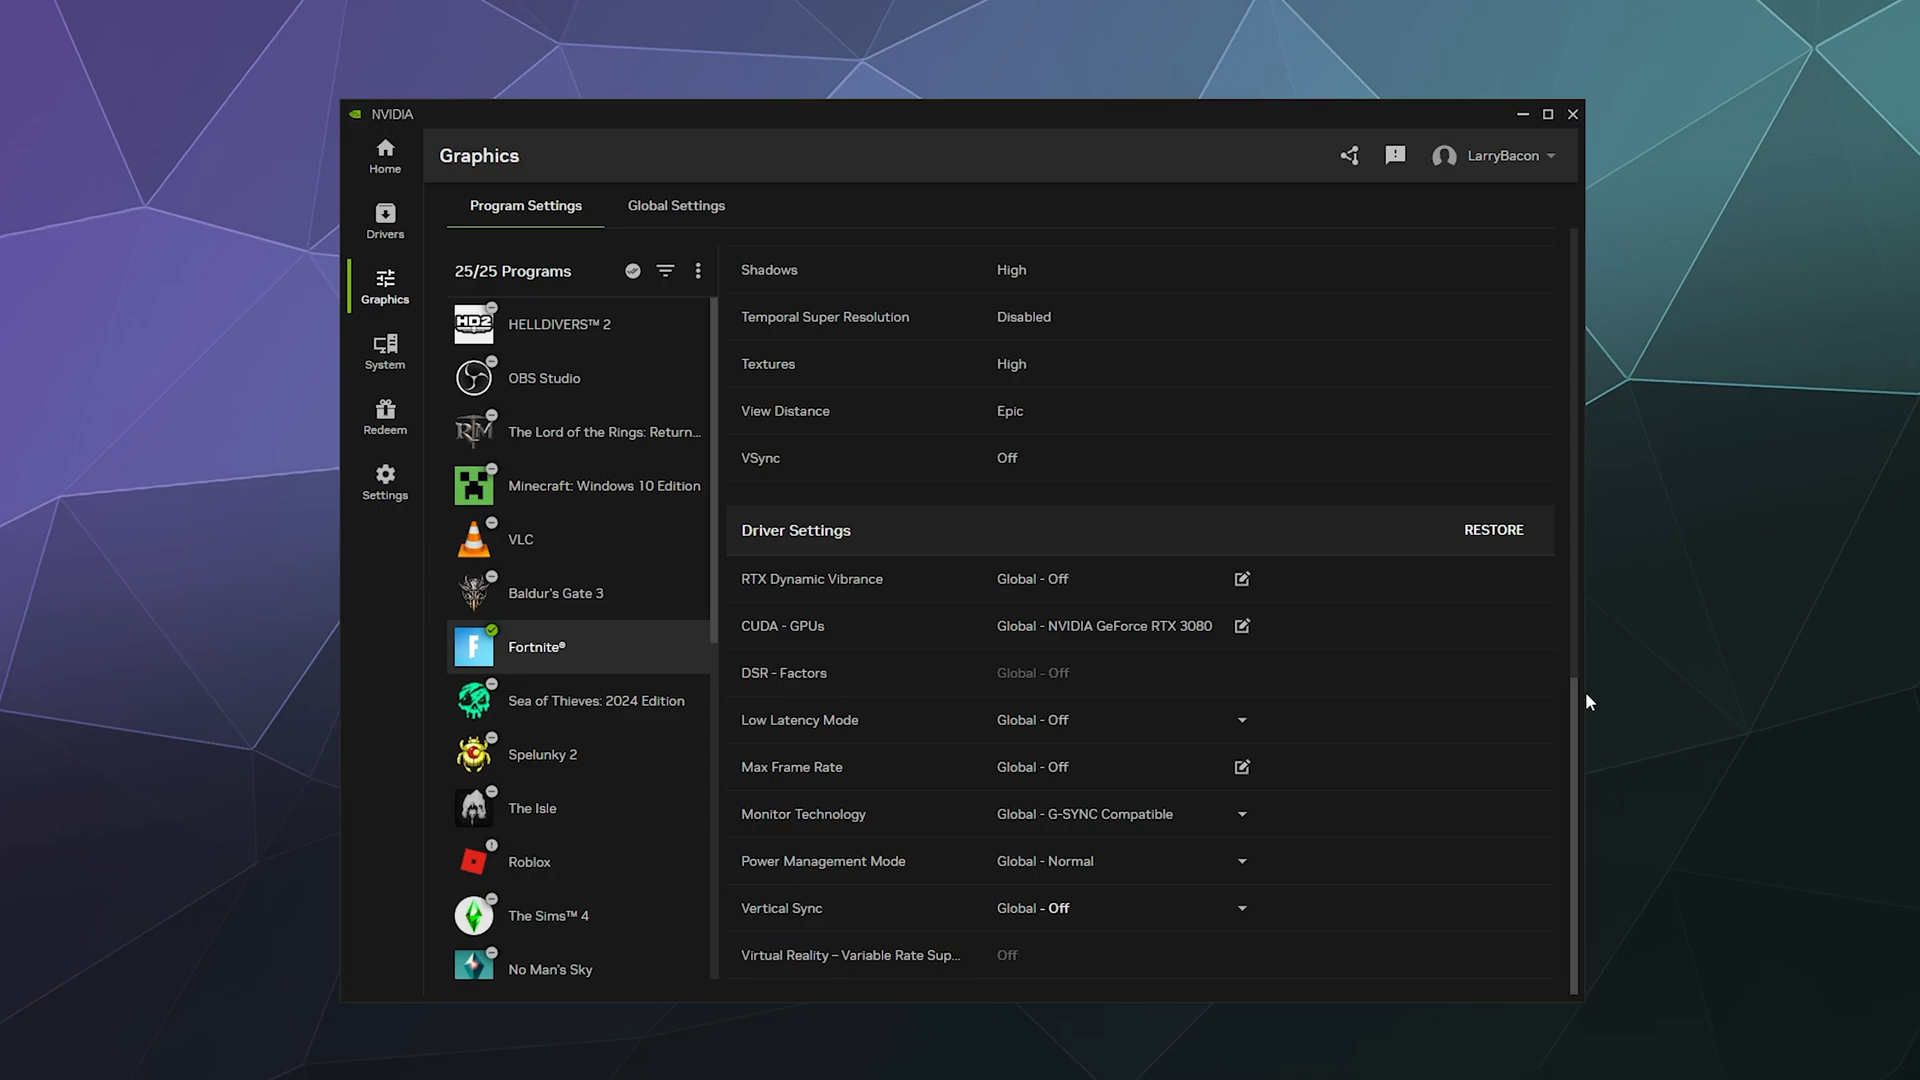 NVIDIA
Graphics
LarryBacon
Home
Drivers
Graphics
System
Redeem
Settings
Program Settings
Global Settings
25/25 Programs
HD2
HELLDIVERS™ 2
OBS Studio
RM
The Lord of the Rings: Return...
Minecraft: Windows 10 Edition
VLC
Baldur's Gate 3
F
Fortnite®
Sea of Thieves: 2024 Edition
Spelunky 2
The Isle
Roblox
The Sims™ 4
No Man's Sky
Shadows High
Temporal Super Resolution Disabled
Textures High
View Distance Epic
VSync Off
Driver Settings RESTORE
RTX Dynamic Vibrance Global - Off
CUDA - GPUs Global - NVIDIA GeForce RTX 3080
DSR - Factors Global - Off
Low Latency Mode Global - Off
Max Frame Rate Global - Off
Monitor Technology Global - G-SYNC Compatible
Power Management Mode Global - Normal
Vertical Sync Global - Off
Virtual Reality – Variable Rate Sup... Off